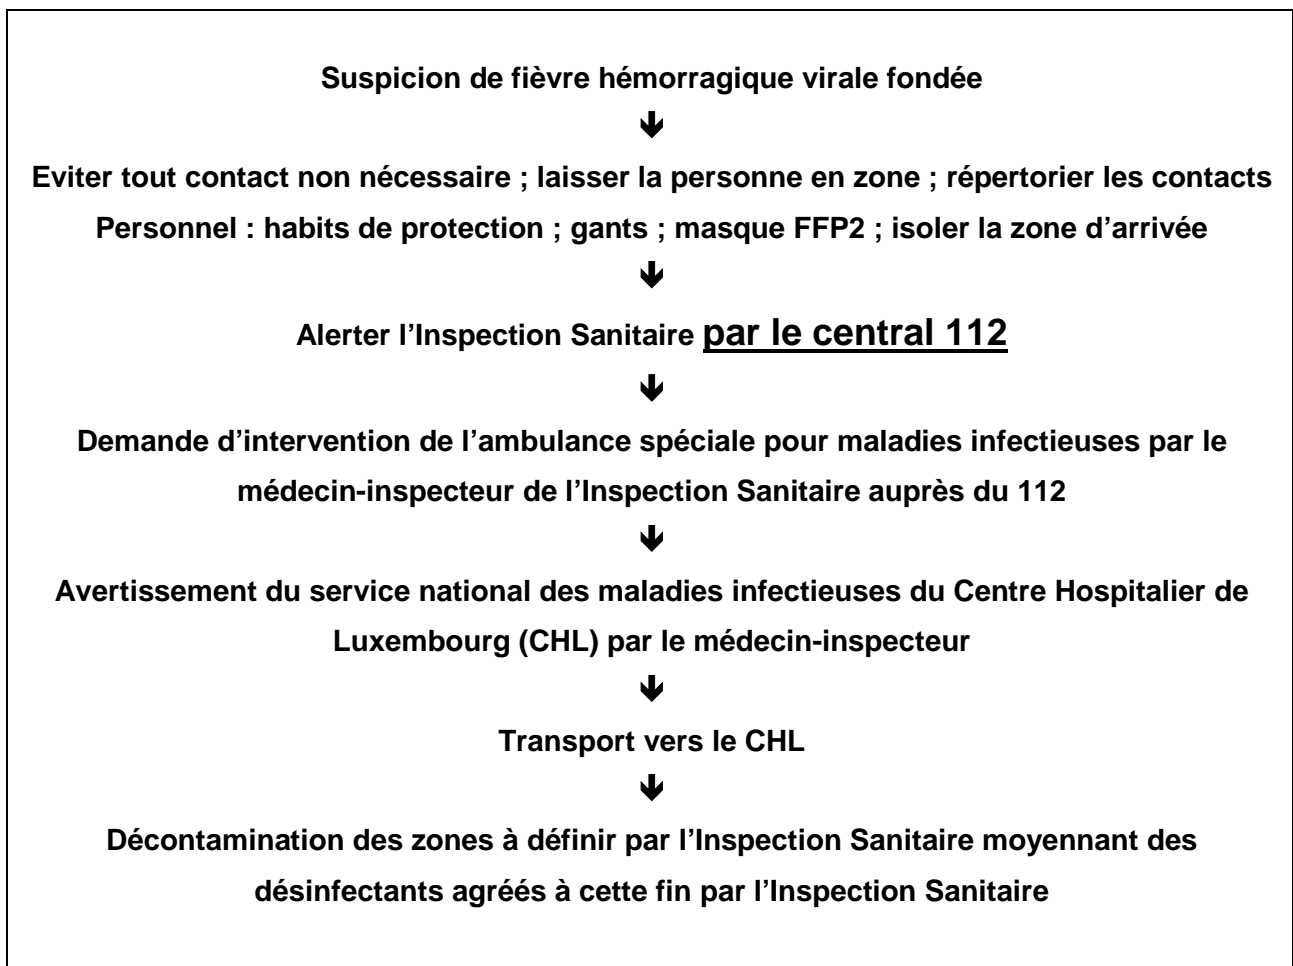 Suspicion de fièvre hémorragique virale fondée
Eviter tout contact non nécessaire ; laisser la personne en zone ; répertorier les contacts
Personnel : habits de protection ; gants ; masque FFP2 ; isoler la zone d’arrivée
Alerter l’Inspection Sanitaire par le central 112
Demande d’intervention de l’ambulance spéciale pour maladies infectieuses par le
médecin-inspecteur de l’Inspection Sanitaire auprès du 112
Avertissement du service national des maladies infectieuses du Centre Hospitalier de
Luxembourg (CHL) par le médecin-inspecteur
Transport vers le CHL
Décontamination des zones à définir par l’Inspection Sanitaire moyennant des
désinfectants agréés à cette fin par l’Inspection Sanitaire